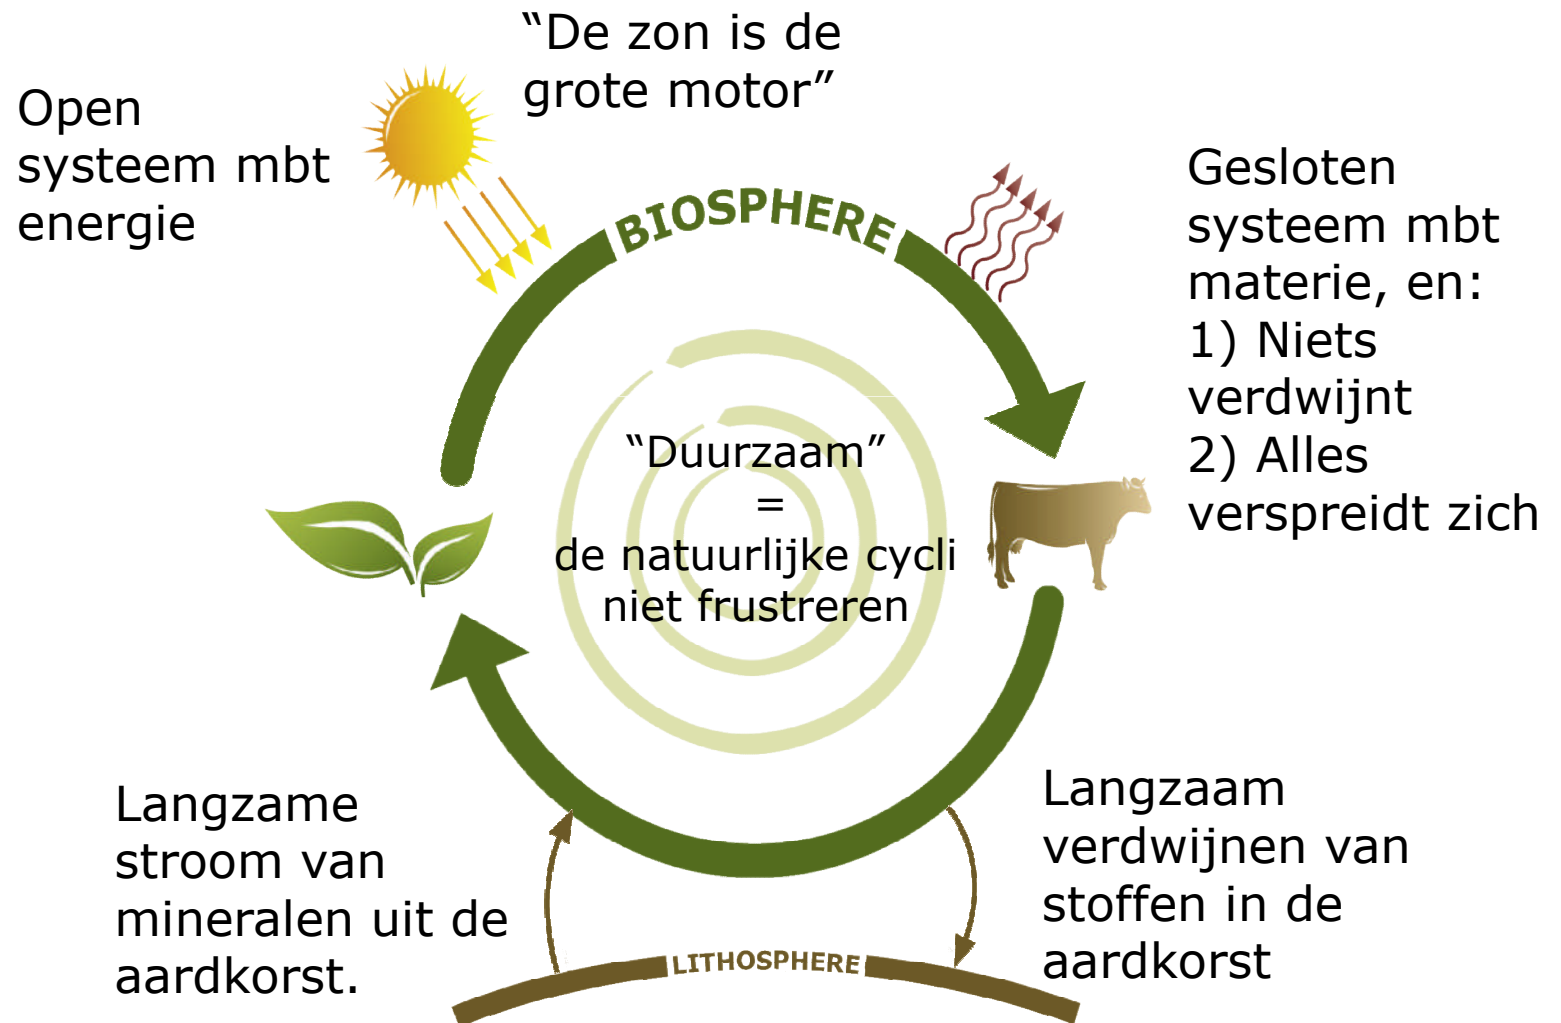 “De zon is de
grote motor”
Open
systeem mbt
energie
BIOSPHERE
Gesloten
systeem mbt
materie, en:
1) Niets
verdwijnt
2) Alles
verspreidt zich
“Duurzaam”
=
de natuurlijke cycli
niet frustreren
Langzame
stroom van
mineralen uit de
aardkorst.
Langzaam
verdwijnen van
stoffen in de
aardkorst
LITHOSPHERE